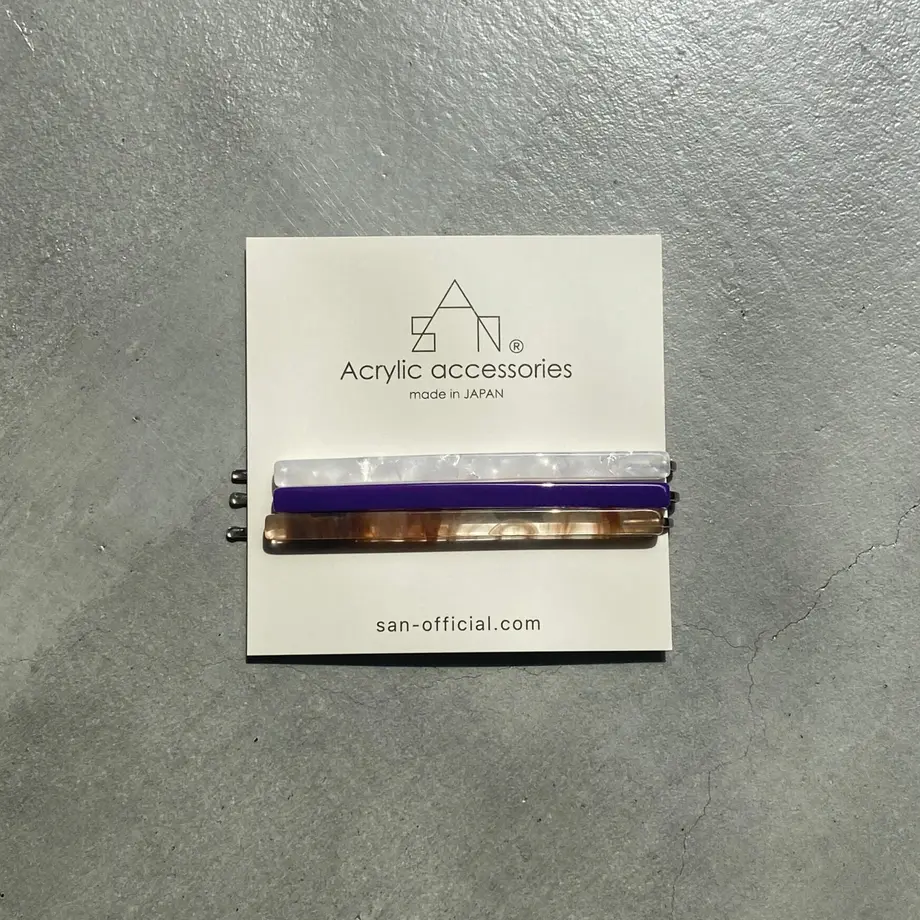 SAN®
Acrylic accessories
made in JAPAN
san-official.com